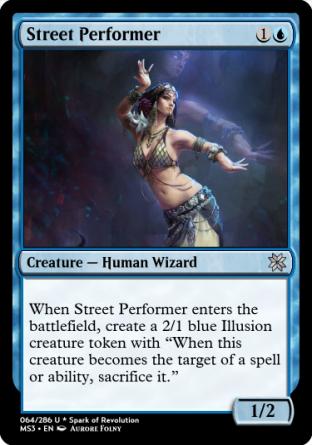 Street Performer 1
Creature — Human Wizard
When Street Performer enters the
battlefield, create a 2/1 blue Illusion
creature token with “When this
creature becomes the target of a spell
or ability, sacrifice it.”
064/286 U * Spark of Revolution
MS3 • EN Aurore Folny
1/2